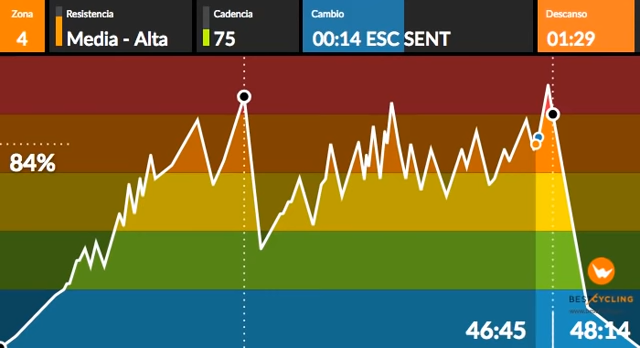 Zona
4
Resistencia
Media - Alta
Cadencia
75
Cambio
00:14 ESC SENT
Descanso
01:29
84%
BESTCYCLING
46:45
48:14